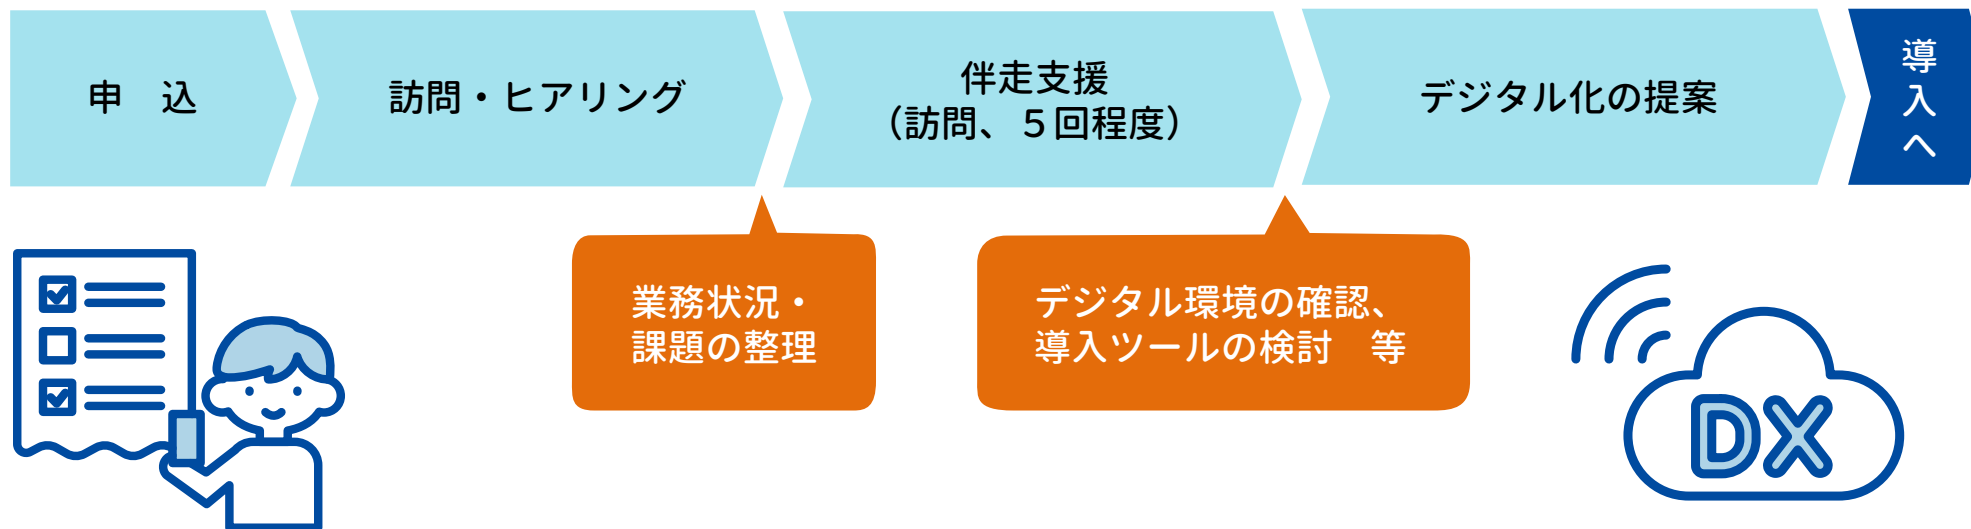 申　込
訪問・ヒアリング
伴走支援
（訪問、５回程度）
デジタル化の提案
導入へ
業務状況・
課題の整理
デジタル環境の確認、
導入ツールの検討　等
DX